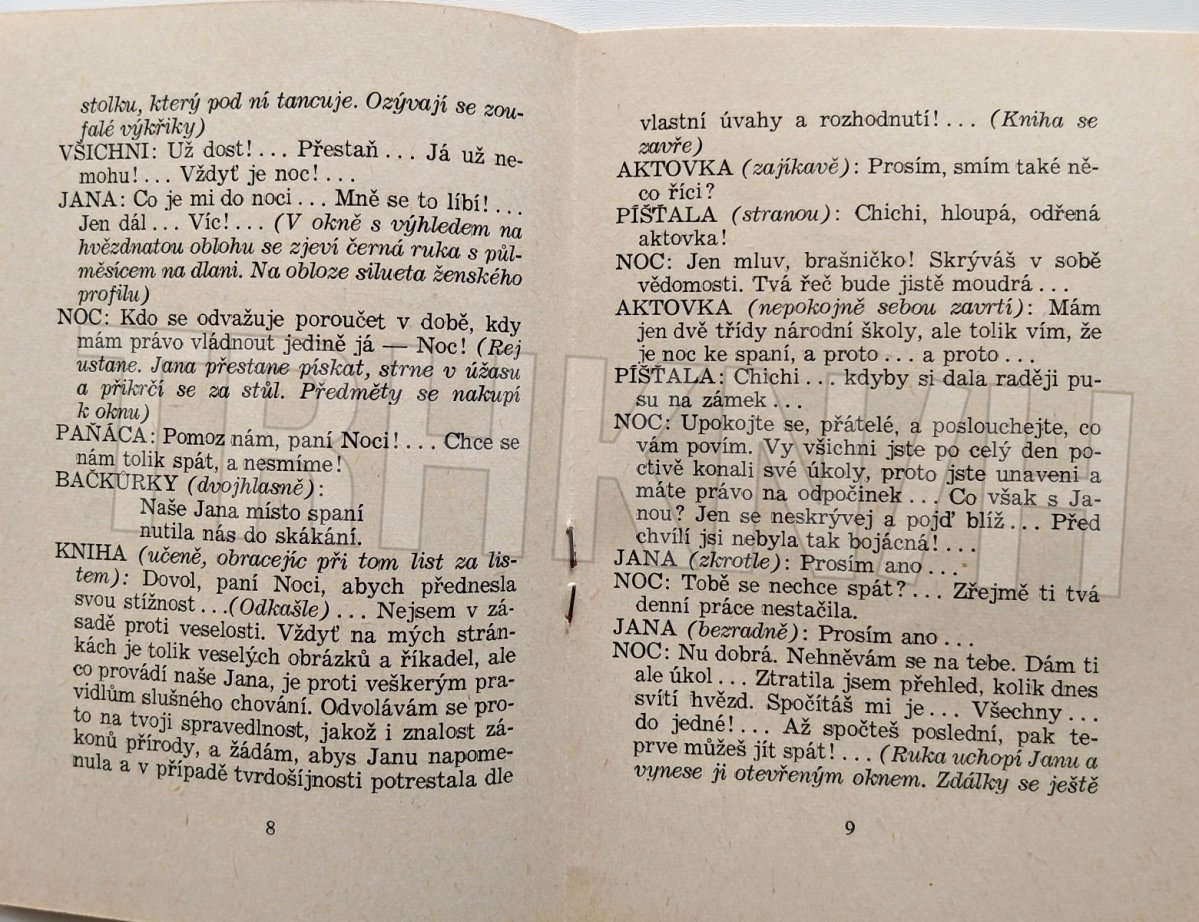 stolku, který pod ní tancuje. Ozývají se zou-
falé výkřiky)
VŠICHNI: Už dost!... Přestaň... Já už ne-
mohu!... Vždyť je noc!...
JANA: Co je mi do noci... Mně se to líbí!...
Jen dál... Víc!... (V okně s výhledem na
hvězdnatou oblohu se zjeví černá ruka s půl-
měsícem na dlani. Na obloze silueta ženského
profilu)
NOC: Kdo se odvažuje poroučet v době, kdy
mám právo vládnout jedině já — Noc! (Rej
ustane. Jana přestane pískat, strne v úžasu
a přikrčí se za stůl. Předměty se nakupí
k oknu)
PAŇÁCA: Pomoz nám, paní Noci!... Chce se
nám tolik spát, a nesmíme!
BAČKŮRKY (dvojhlasně):
Naše Jana místo spaní
nutila nás do skákání.
KNIHA (učeně, obracejíc při tom list za lis-
tem): Dovol, paní Noci, abych přednesla
svou stížnost...(Odkašle)... Nejsem v zá-
sadě proti veselosti. Vždyť na mých strán-
kách je tolik veselých obrázků a říkadel, ale
co provádí naše Jana, je proti veškerým pra-
vidlům slušného chování. Odvolávám se pro-
to na tvoji spravedlnost, jakož i znalost zá-
konů přírody, a žádám, abys Janu napome-
nula a v případě tvrdošíjnosti potrestala dle
8
vlastní úvahy a rozhodnutí!... (Kniha se
zavře)
AKTOVKA (zajíkavě): Prosím, smím také ně-
co říci?
PÍŠŤALA (stranou): Chichi, hloupá, odřená
aktovka!
NOC: Jen mluv, brašničko! Skrýváš v sobě
vědomosti. Tvá řeč bude jistě moudrá...
AKTOVKA (nepokojně sebou zavrtí): Mám
jen dvě třídy národní školy, ale tolik vím, že
je noc ke spaní, a proto... a proto...
PÍŠŤALA: Chichi... kdyby si dala raději pu-
su na zámek...
NOC: Upokojte se, přátelé, a poslouchejte, co
vám povím. Vy všichni jste po celý den po-
ctivě konali své úkoly, proto jste unaveni a
máte právo na odpočinek... Co však s Ja-
nou? Jen se neskrývej a pojď blíž... Před
chvílí jsi nebyla tak bojácná!...
JANA (zkrotle): Prosím ano...
NOC: Tobě se nechce spát?... Zřejmě ti tvá
denní práce nestačila.
JANA (bezradně): Prosím ano...
NOC: Nu dobrá. Nehněvám se na tebe. Dám ti
ale úkol... Ztratila jsem přehled, kolik dnes
svítí hvězd. Spočítáš mi je... Všechny...
do jedné!... Až spočteš poslední, pak te-
prve můžeš jít spát!... (Ruka uchopí Janu a
vynese ji otevřeným oknem. Zdálky se ještě
9
TRHKNIH